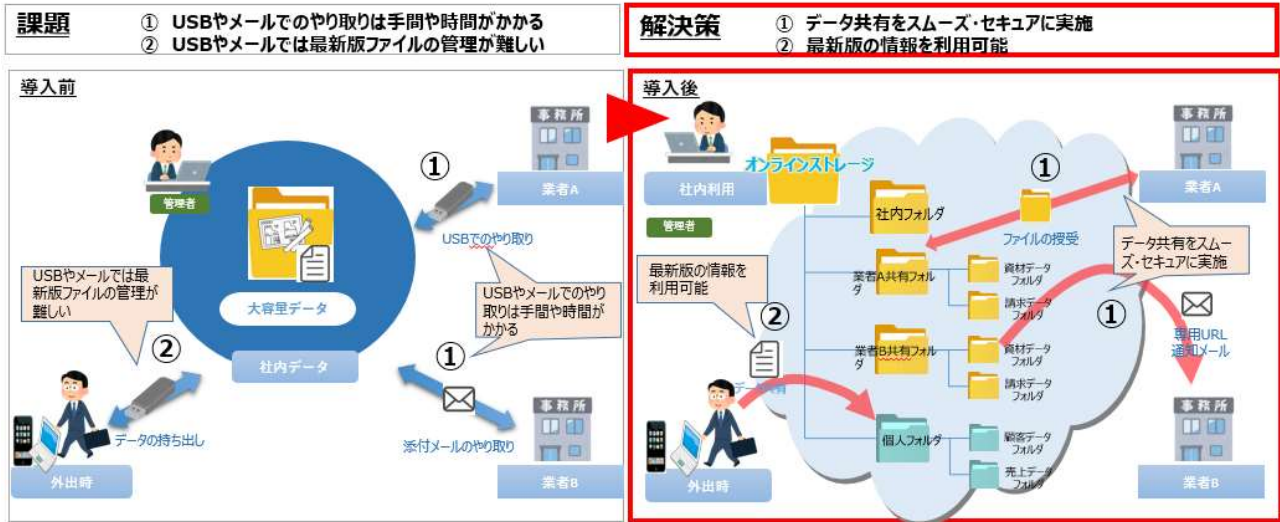 課題
① USBやメールでのやり取りは手間や時間がかかる
② USBやメールでは最新版ファイルの管理が難しい
解決策
① データ共有をスムーズ・セキュアに実施
② 最新版の情報を利用可能
導入前
管理者
大容量データ
社内データ
①
USBでのやり取り
事務所
業者A
USBやメールでは最
新版ファイルの管理が
難しい
②
USBやメールでのやり
取りは手間や時間が
かかる
①
データの持ち出し
外出時
添付メールのやり取り
事務所
業者B
導入後
社内利用
管理者
オンラインストレージ
社内フォルダ
①
ファイルの授受
事務所
業者A
データ共有をスムー
ズ・セキュアに実施
最新版の情報を
利用可能
②
業者A共有フォル
ダ
資材データ
フォルダ
請求データ
フォルダ
①
業者B共有フォル
ダ
資材データ
フォルダ
請求データ
フォルダ
専用URL
通知メール
個人フォルダ
顧客データ
フォルダ
売上データ
フォルダ
外出時
事務所
業者B